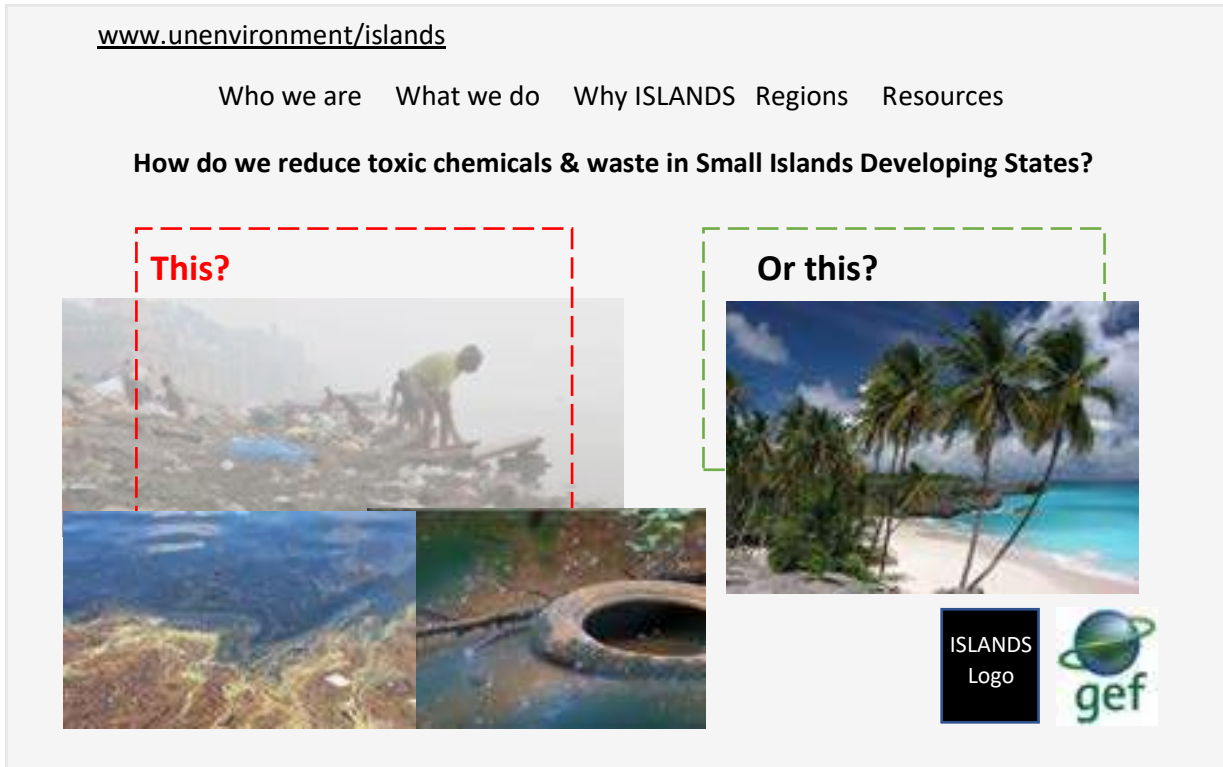 www.unenvironment/islands
Who we are What we do Why ISLANDS Regions Resources
How do we reduce toxic chemicals & waste in Small Islands Developing States?
This?
Or this?
ISLANDS
Logo
gef